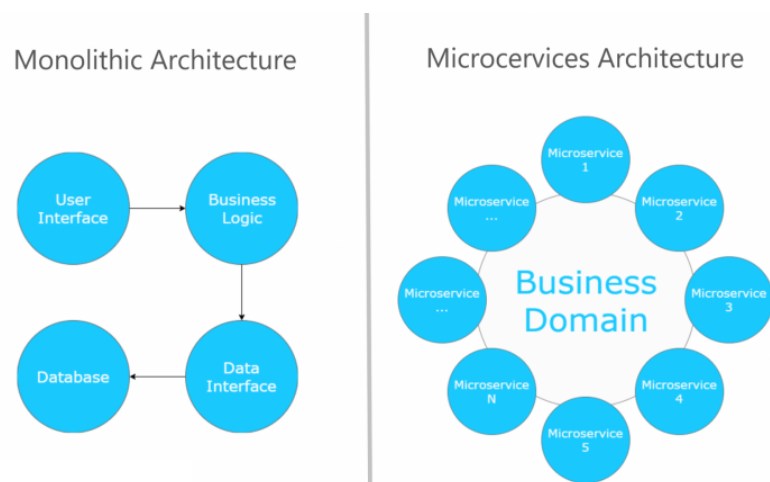 Monolithic Architecture
User
Interface
Business
Logic
Database
Data
Interface
Microcervices Architecture
Microservice
1
Microservice
...
Microservice
2
Microservice
...
Business
Domain
Microservice
3
Microservice
N
Microservice
4
Microservice
5